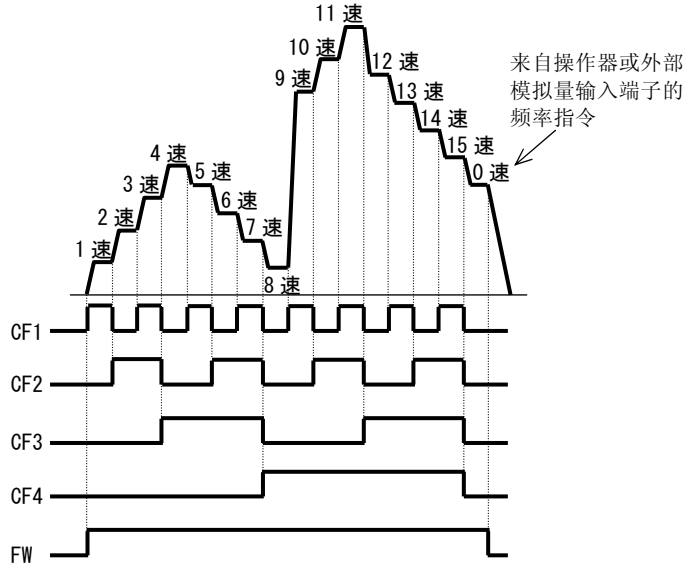 11 速
10 速
9 速
12 速
13 速
14 速
15 速
0 速
来自操作器或外部
模拟量输入端子的
频率指令
4 速
3 速
5 速
2 速
6 速
1 速
7 速
8 速
CF1
CF2
CF3
CF4
FW